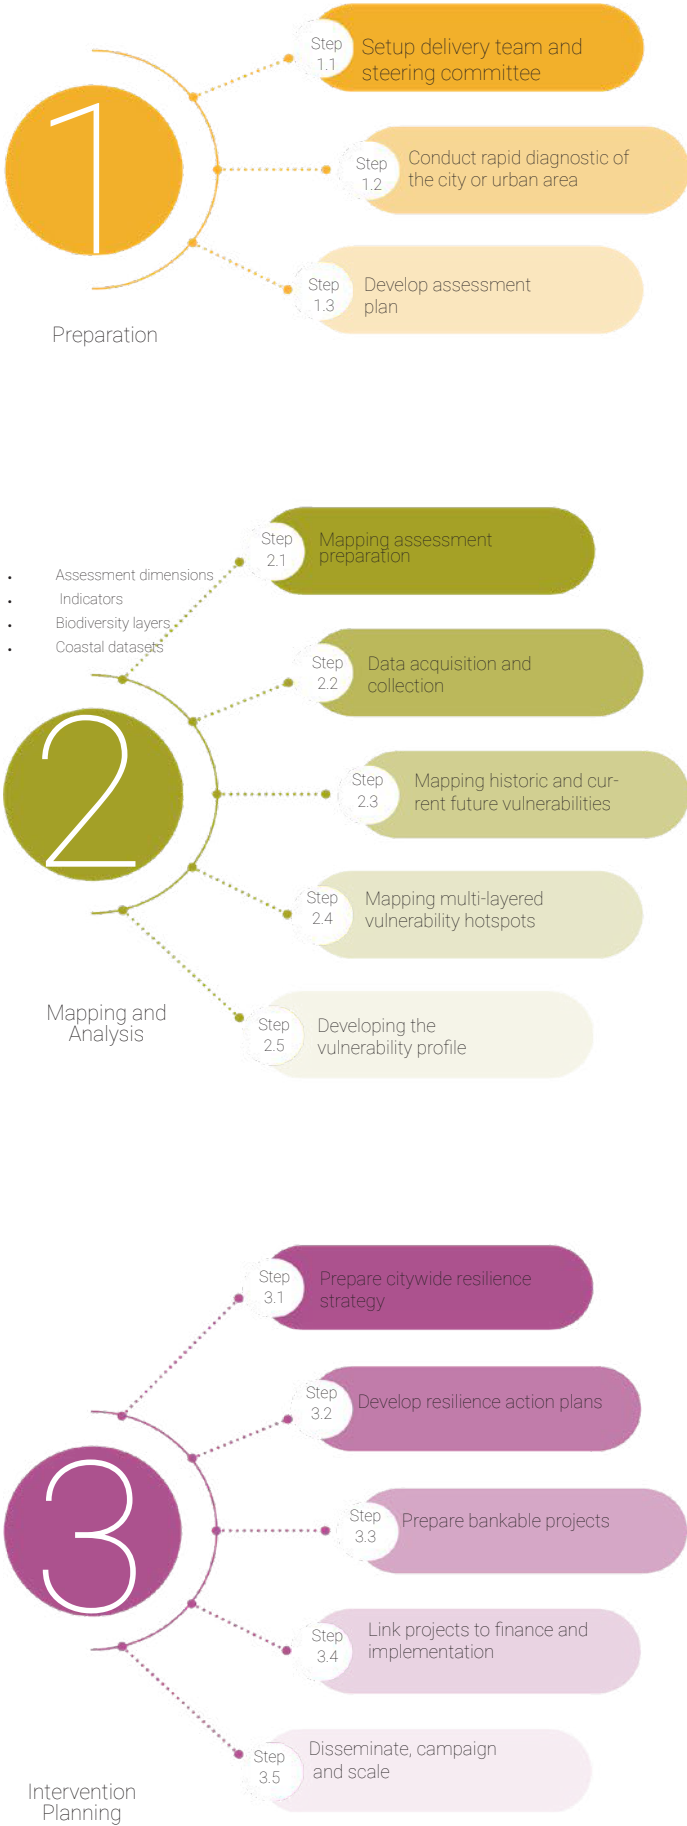 Step
1.1
Setup delivery team and
steering committee
1
Step
1.2
Conduct rapid diagnostic of
the city or urban area
Step
1.3
Develop assessment
plan
Preparation
Step
2.1
Mapping assessment
preparation
• Assessment dimensions
• Indicators
• Biodiversity layers
• Coastal datasets
Step
2.2
Data acquisition and
collection
2
Step
2.3
Mapping historic and cur-
rent future vulnerabilities
Step
2.4
Mapping multi-layered
vulnerability hotspots
Mapping and
Analysis
Step
2.5
Developing the
vulnerability profile
Step
3.1
Prepare citywide resilience
strategy
Step
3.2
Develop resilience action plans
3
Step
3.3
Prepare bankable projects
Step
3.4
Link projects to finance and
implementation
Step
3.5
Disseminate, campaign
and scale
Intervention
Planning